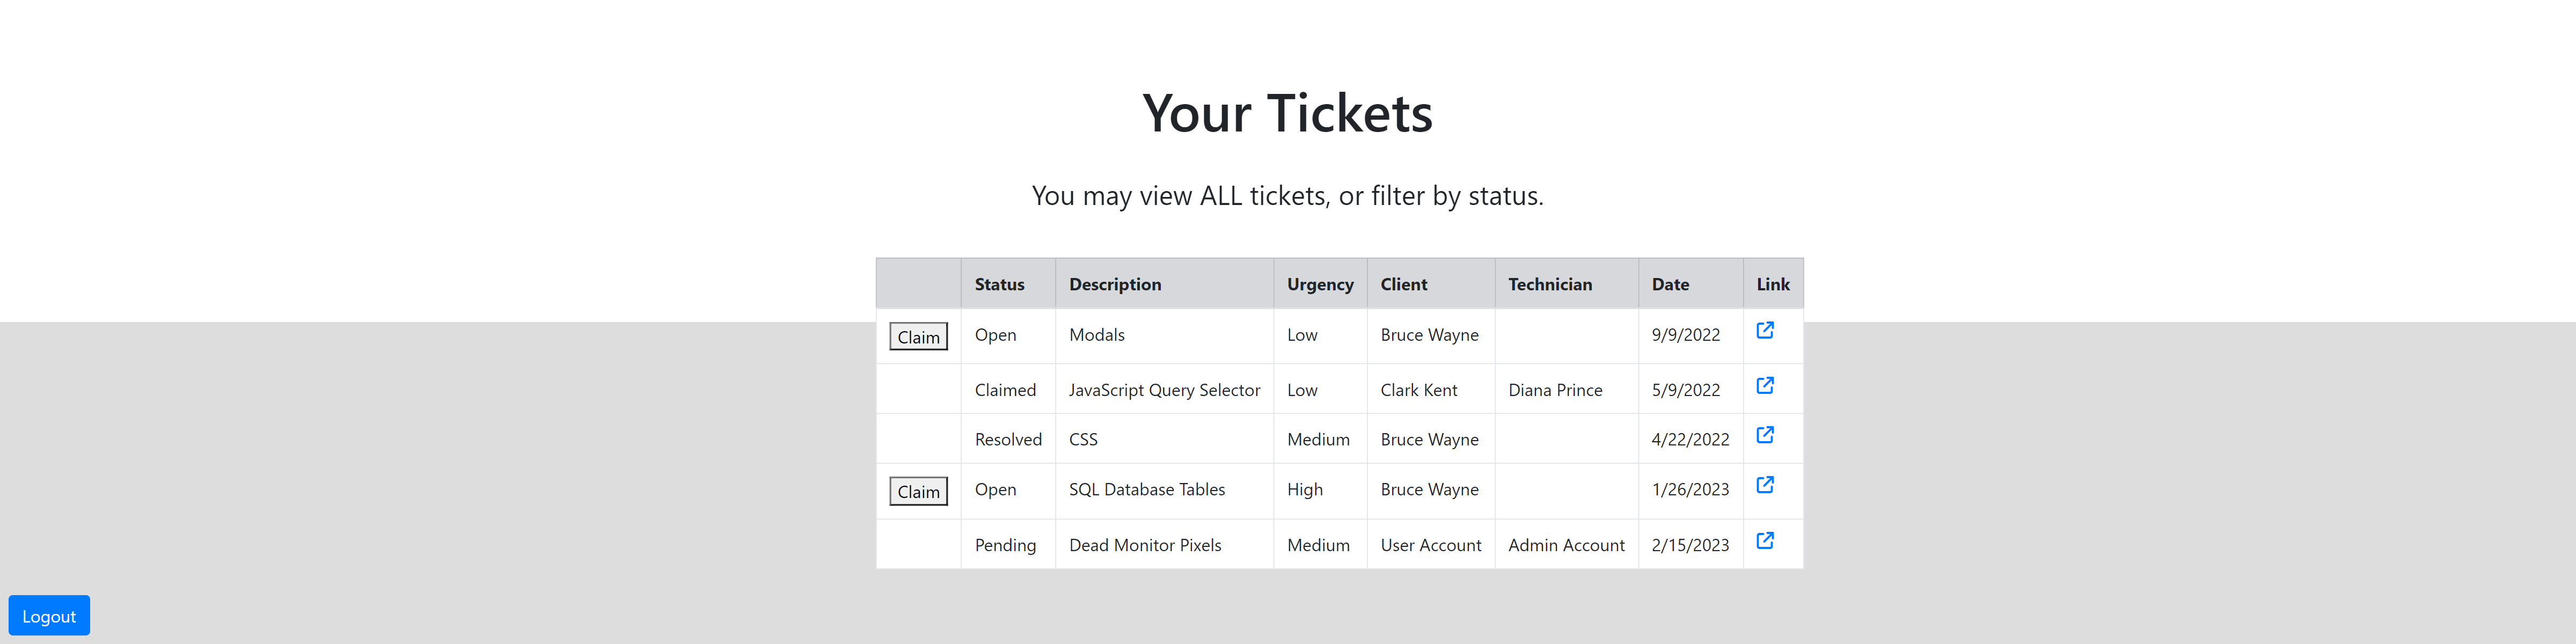 Your Tickets
You may view ALL tickets, or filter by status.
Status Description Urgency Client Technician Date Link
Claim Open Modals Low Bruce Wayne 9/9/2022
Claimed JavaScript Query Selector Low Clark Kent Diana Prince 5/9/2022
Resolved CSS Medium Bruce Wayne 4/22/2022
Claim Open SQL Database Tables High Bruce Wayne 1/26/2023
Pending Dead Monitor Pixels Medium User Account Admin Account 2/15/2023
Logout